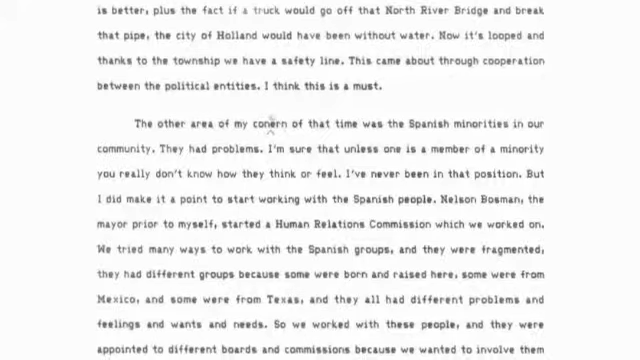 is better, plus the fact if a truck would go off that North River Bridge and break
that pipe, the city of Holland would have been without water. Now it's looped and
thanks to the township we have a safety line. This came about through cooperation
between the political entities. I think this is a must.
The other area of my conern of that time was the Spanish minorities in our
community. They had problems. I'm sure that unless one is a member of a minority
you really don't know how they think or feel. I've never been in that position. But
I did make it a point to start working with the Spanish people. Nelson Bosman, the
mayor prior to myself, started a Human Relations Commission which we worked on.
We tried many ways to work with the Spanish groups, and they were fragmented,
they had different groups because some were born and raised here, some were from
Mexico, and some were from Texas, and they all had different problems and
feelings and wants and needs. So we worked with these people, and they were
appointed to different boards and commissions because we wanted to involve them